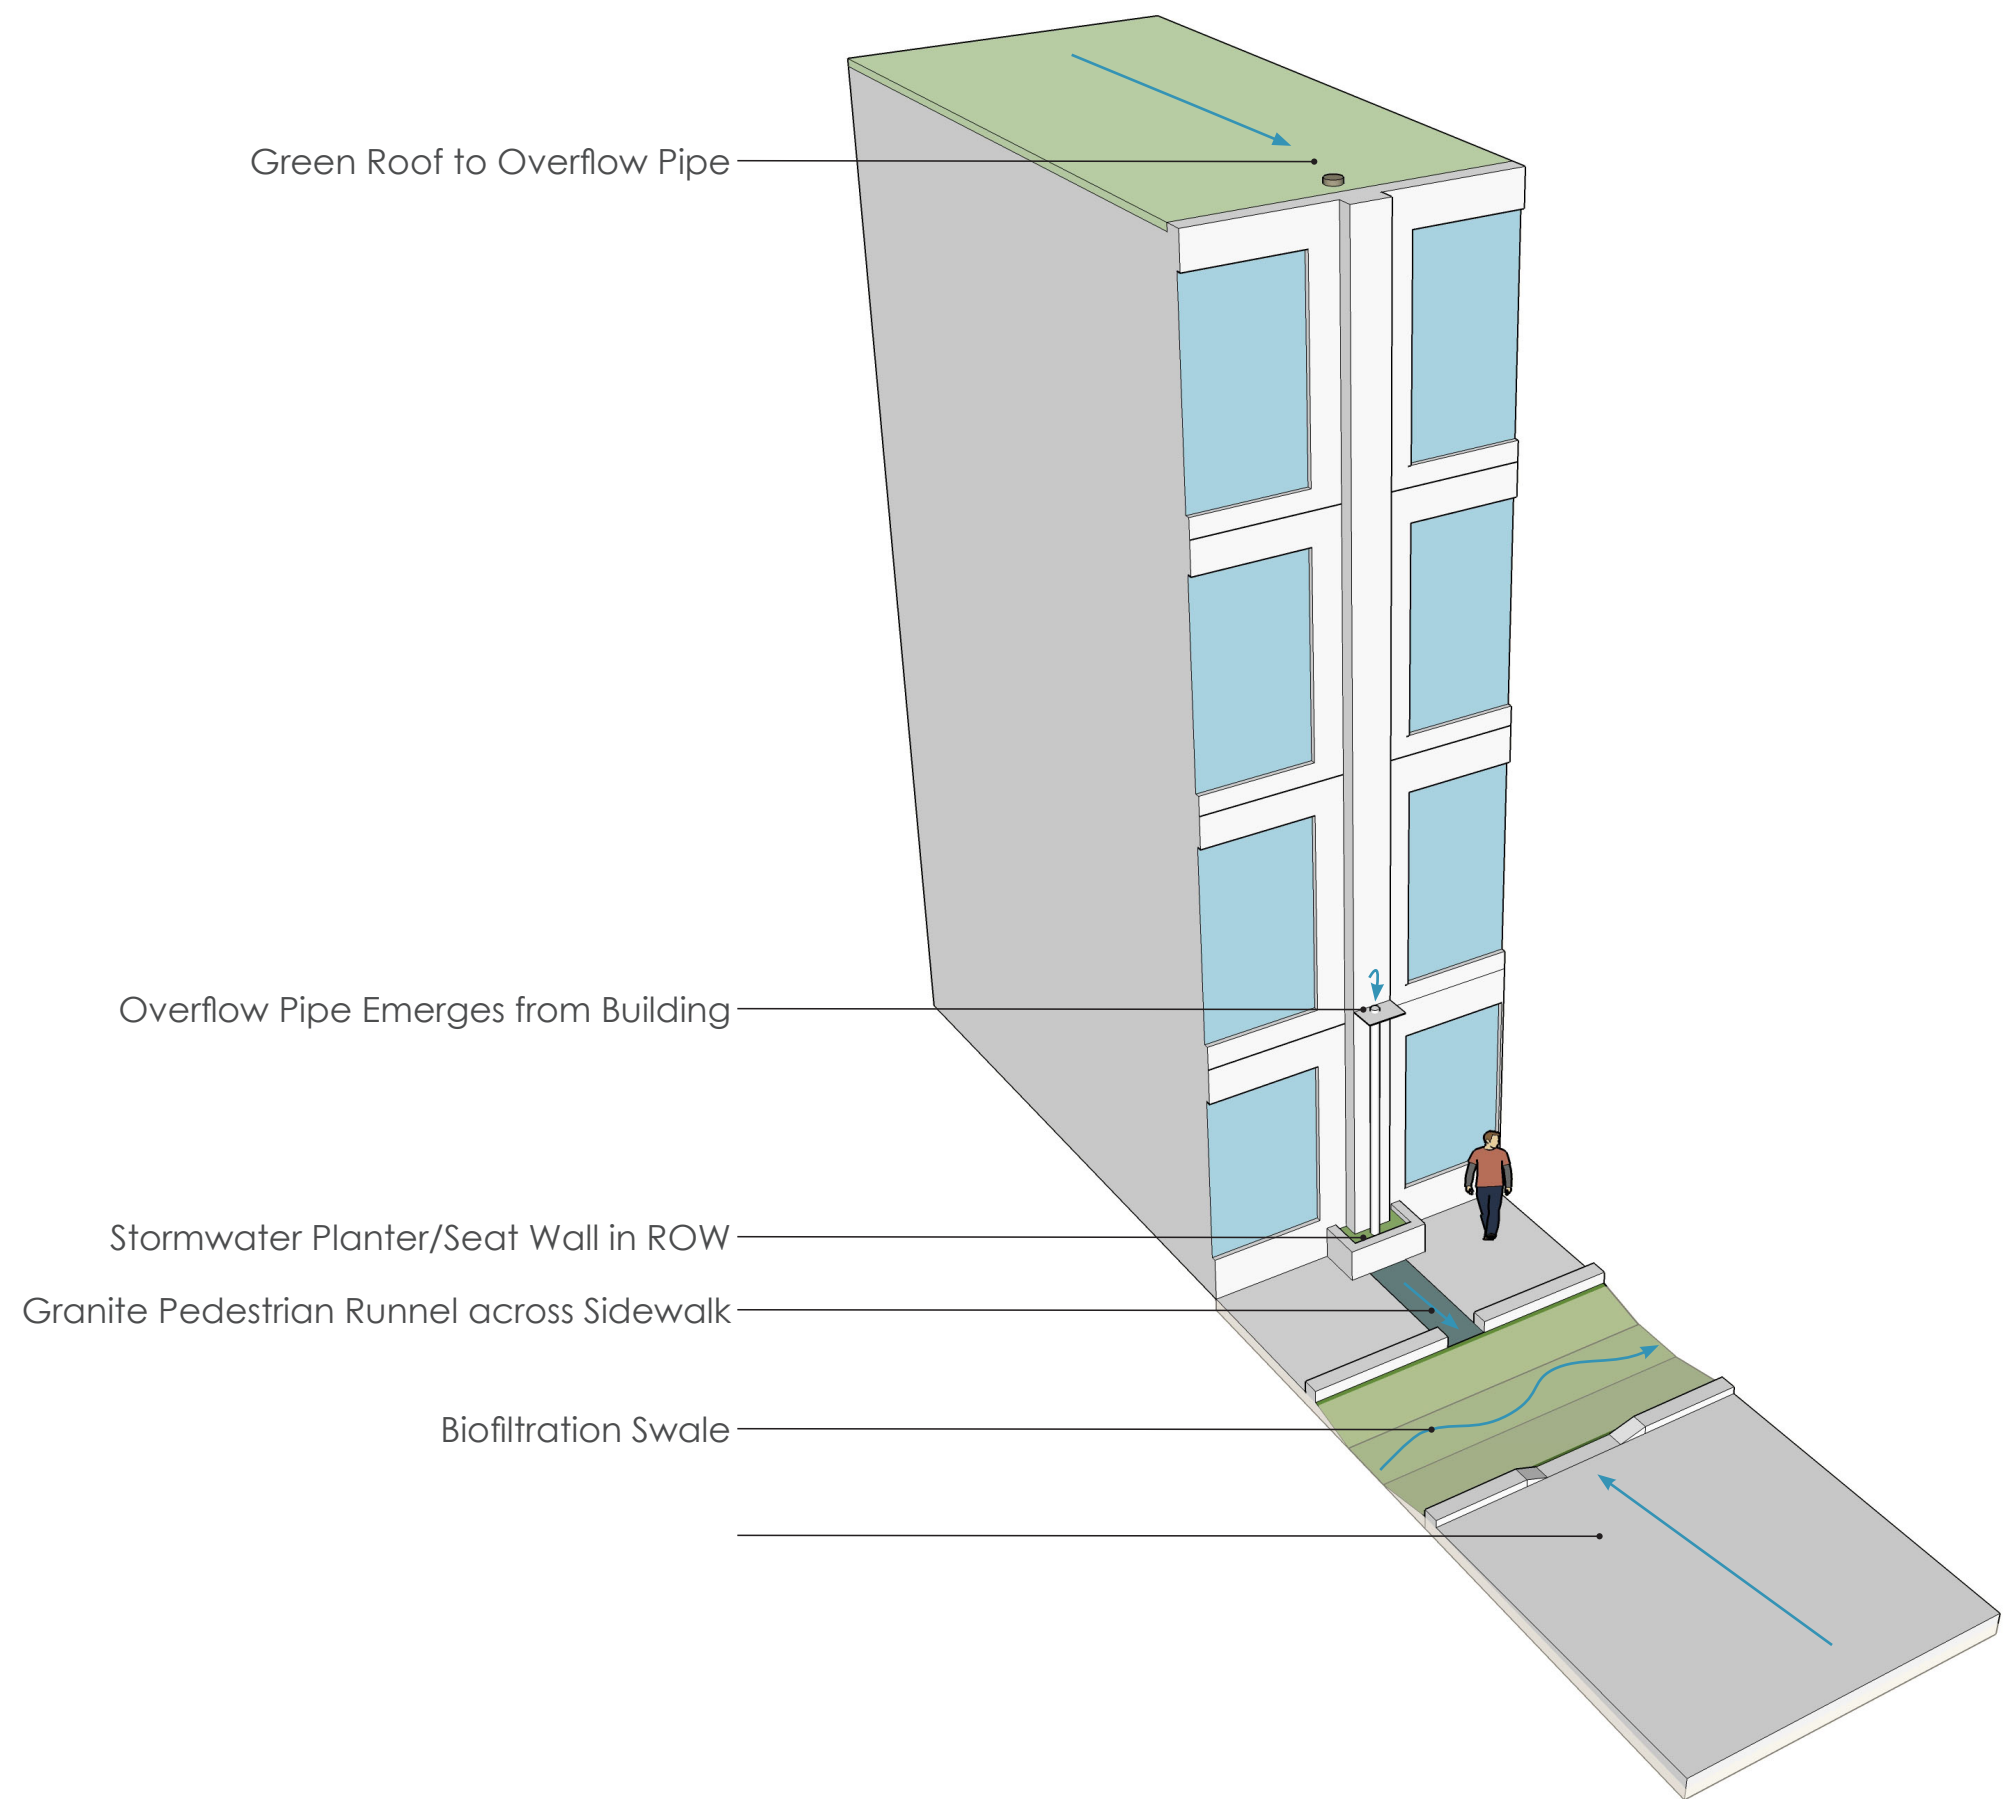 Green Roof to Overflow Pipe
Overflow Pipe Emerges from Building
Stormwater Planter/Seat Wall in ROW
Granite Pedestrian Runnel across Sidewalk
Biofiltration Swale